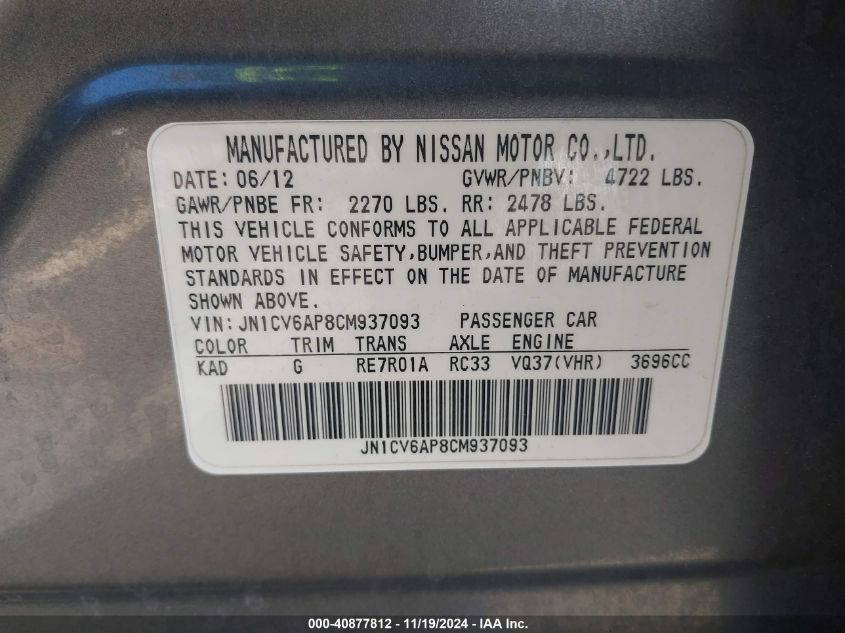 MANUFACTURED BY NISSAN MOTOR CO.,LTD.
DATE: 06/12 GVWR/PNBV: 4722 LBS.
GAWR/PNBE FR: 2270 LBS. RR: 2478 LBS.
THIS VEHICLE CONFORMS TO ALL APPLICABLE FEDERAL
MOTOR VEHICLE SAFETY,BUMPER,AND THEFT PREVENTION
STANDARDS IN EFFECT ON THE DATE OF MANUFACTURE
SHOWN ABOVE.
VIN: JN1CV6AP8CM937093 PASSENGER CAR
COLOR TRIM TRANS AXLE ENGINE
KAD G RE7R01A RC33 VQ37(VHR) 3696CC
JN1CV6AP8CM937093
000-40877812 - 11/19/2024 - IAA Inc.